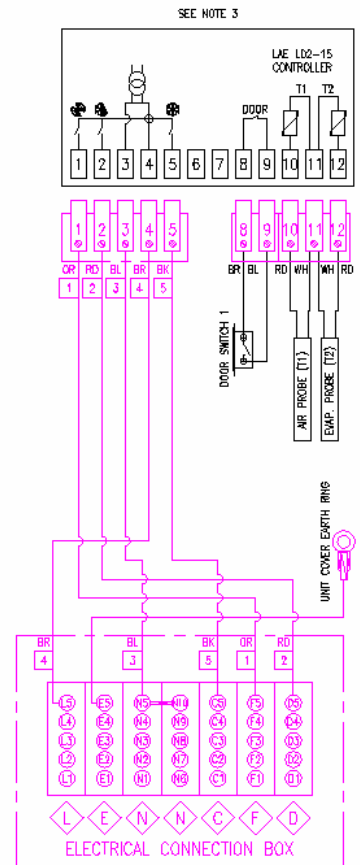 SEE NOTE 3
LAE LD2-15
CONTROLLER
T1 T2
DOOR
1 2 3 4 5 6 7 8 9 10 11 12
1 2 3 4 5 8 9 10 11 12
OR RD BL BR BK BR BL RD WH WH RD
1 2 3 4 5
DOOR SWITCH 1
AIR PROBE (T1)
EVAP. PROBE (T2)
UNIT COVER EARTH RING
BR BL BK OR RD
4 3 5 1 2
L5 E5 N5 N10 C5 F5 D5
L4 E4 N4 N9 C4 F4 D4
L3 E3 N3 N8 C3 F3 D3
L2 E2 N2 N7 C2 F2 D2
L1 E1 N1 N6 C1 F1 D1
L E N N C F D
ELECTRICAL CONNECTION BOX